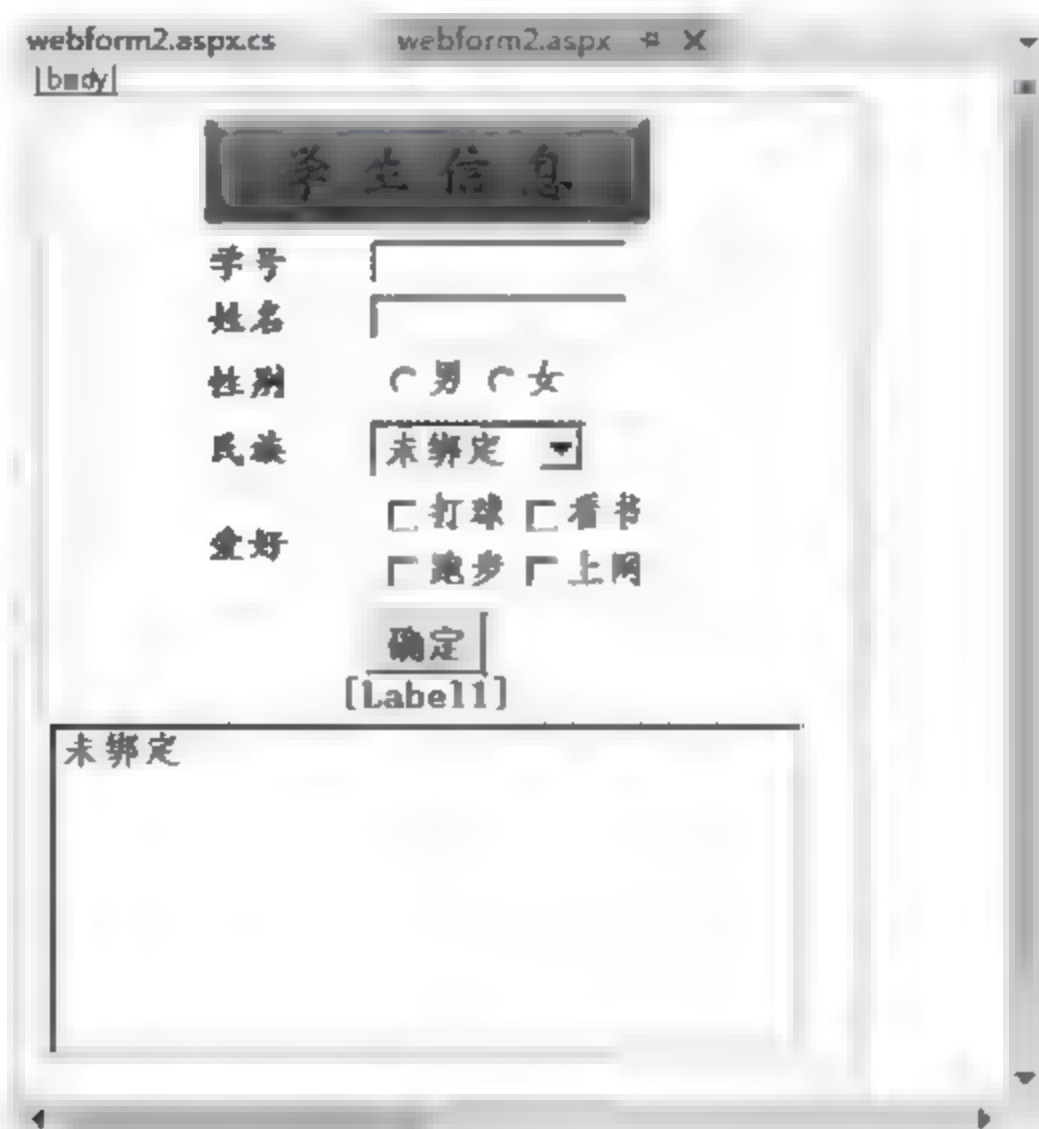 webform2.aspx.cs webform2.aspx
|body|
学生信息
学号
姓名
性别 男 女
民族 未绑定
爱好 打球 看书
跑步 上网
确定
[Label1]
未绑定